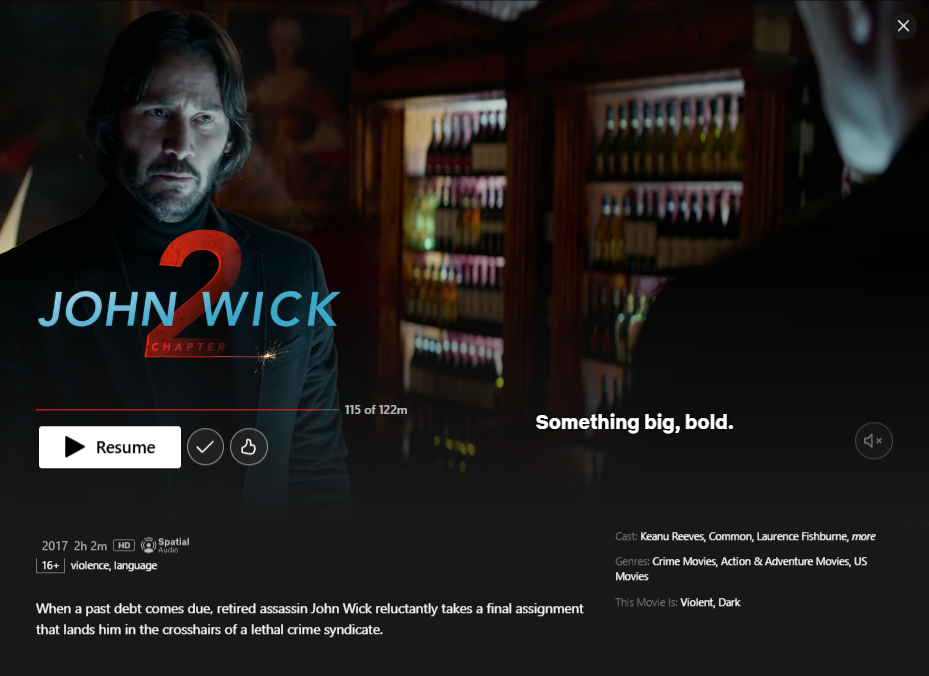 2
JOHN WICK
CHAPTER
115 of 122m
Something big, bold.
Resume
2017 2h 2m HD Spatial Audio
16+ violence, language
When a past debt comes due, retired assassin John Wick reluctantly takes a final assignment
that lands him in the crosshairs of a lethal crime syndicate.
Cast: Keanu Reeves, Common, Laurence Fishburne, more
Genres: Crime Movies, Action & Adventure Movies, US
Movies
This Movie Is: Violent, Dark